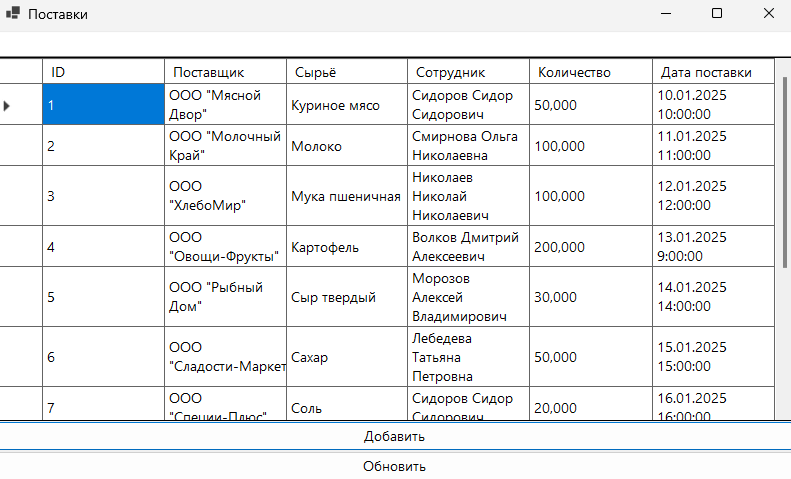 Поставки
ID Поставщик Сырьё Сотрудник Количество Дата поставки
1 ООО "Мясной Двор" Куриное мясо Сидоров Сидор Сидорович 50,000 10.01.2025 10:00:00
2 ООО "Молочный Край" Молоко Смирнова Ольга Николаевна 100,000 11.01.2025 11:00:00
3 ООО "ХлебоМир" Мука пшеничная Николаев Николай Николаевич 100,000 12.01.2025 12:00:00
4 ООО "Овощи-Фрукты" Картофель Волков Дмитрий Алексеевич 200,000 13.01.2025 9:00:00
5 ООО "Рыбный Дом" Сыр твердый Морозов Алексей Владимирович 30,000 14.01.2025 14:00:00
6 ООО "Сладости-Маркет Сахар Лебедева Татьяна Петровна 50,000 15.01.2025 15:00:00
7 ООО "Специи-Плюс" Соль Сидоров Сидор Сидорович 20,000 16.01.2025 16:00:00
Добавить
Обновить